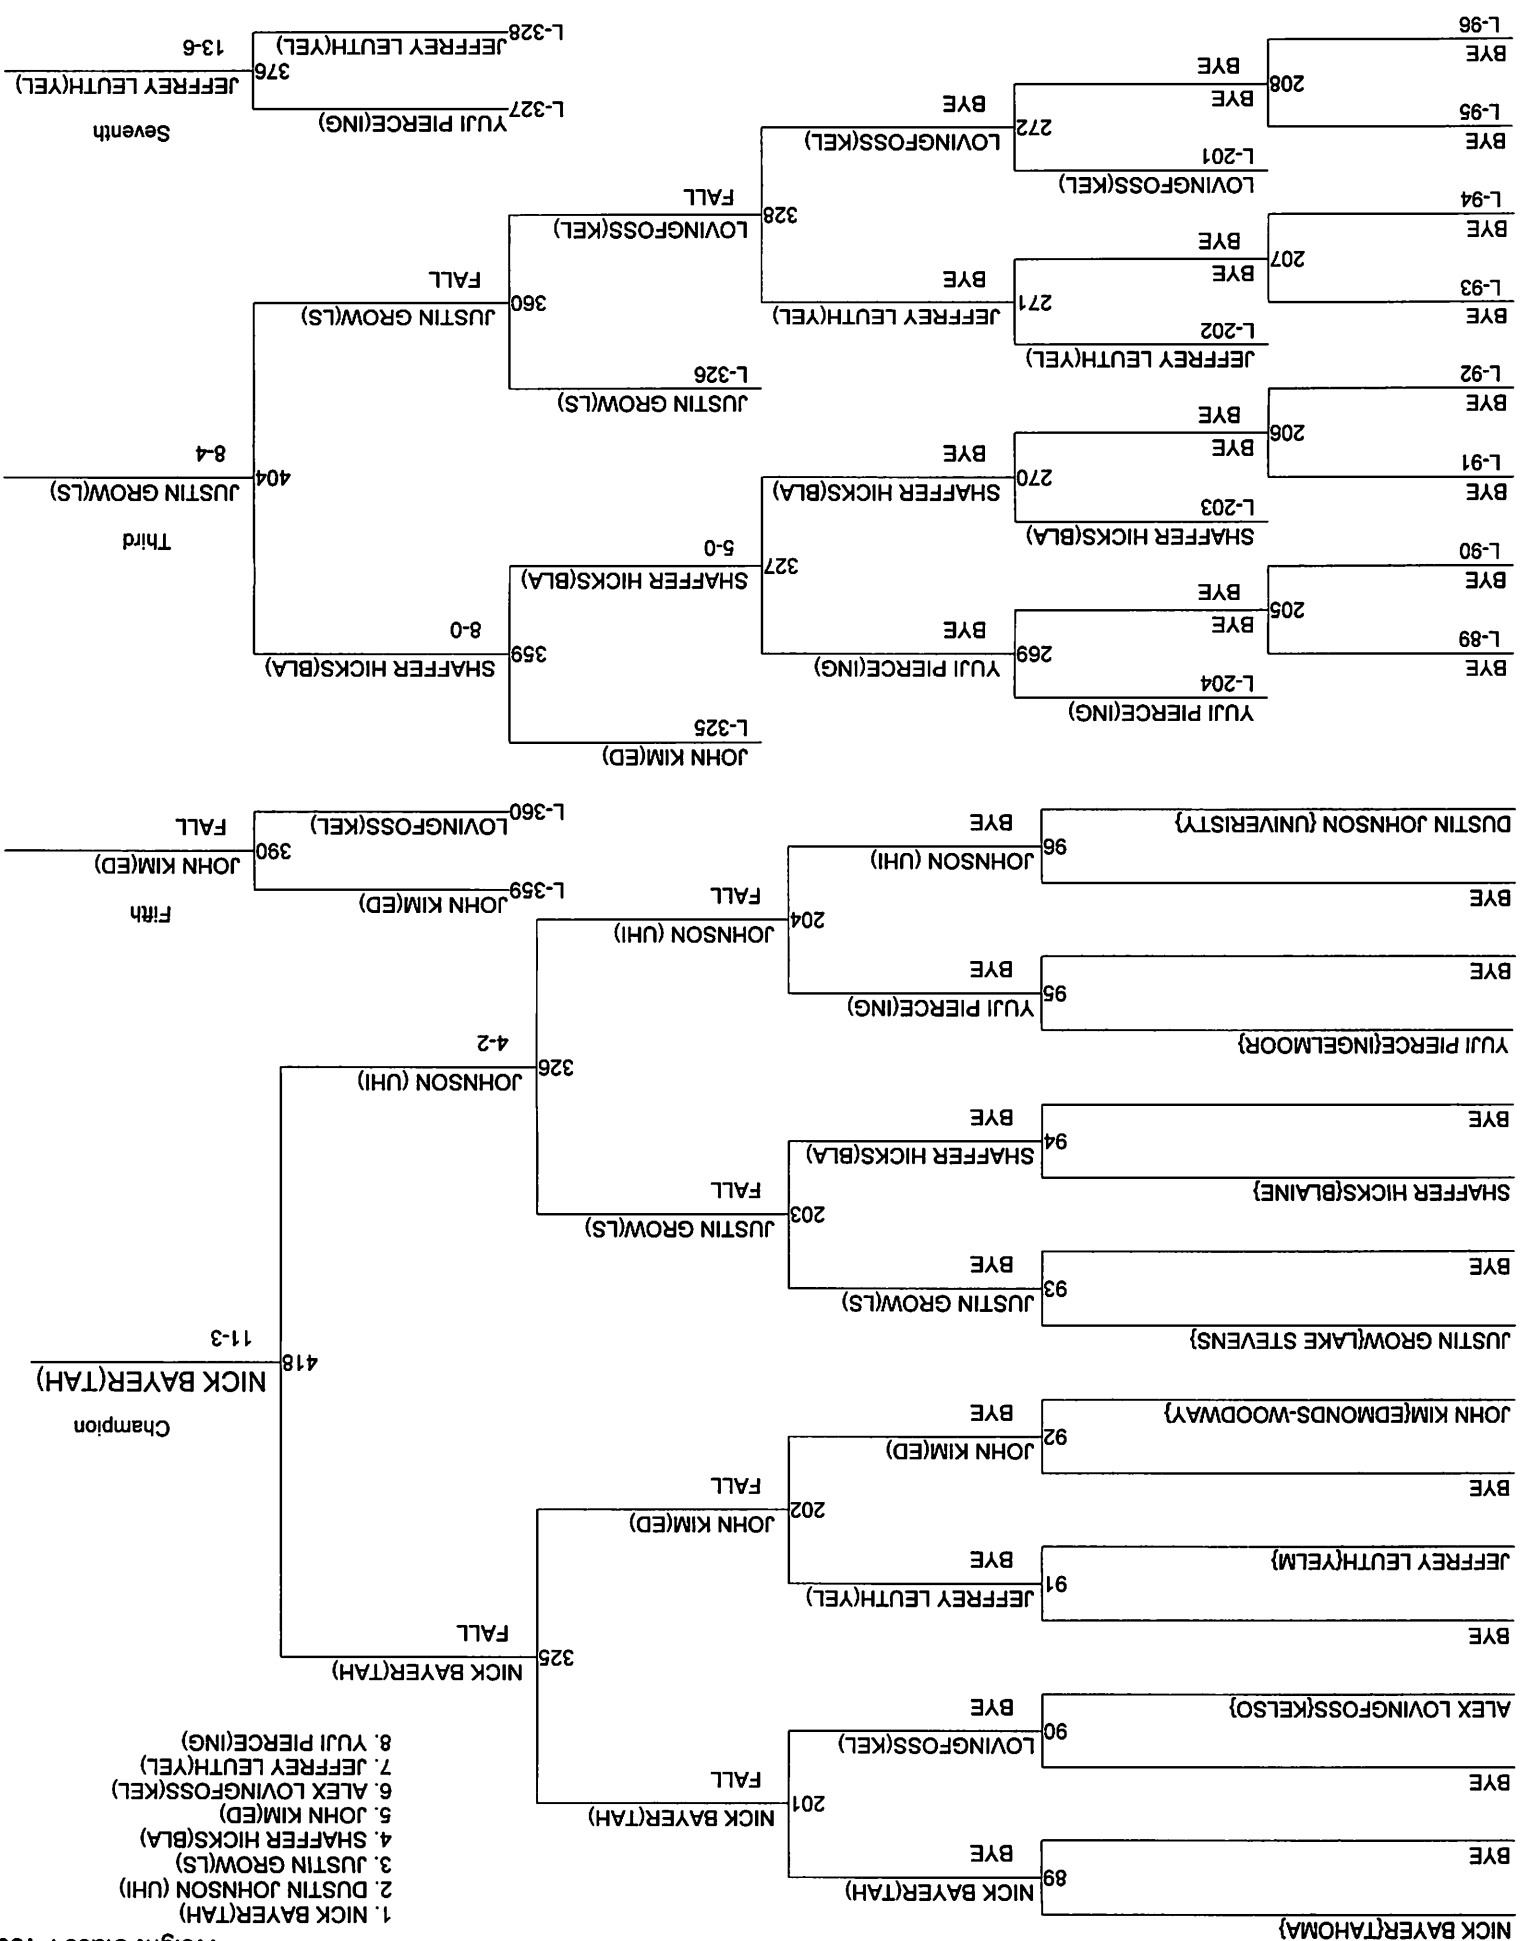 1. NICK BAYER(TAH)
2. DUSTIN JOHNSON (UHI)
3. JUSTIN GROW(LS)
4. SHAFFER HICKS(BLA)
5. JOHN KIM(ED)
6. ALEX LOVINGFOSS(KEL)
7. JEFFREY LEUTH(YEL)
8. YUJI PIERCE(ING)
NICK BAYER{TAHOMA}
BYE
BYE
ALEX LOVINGFOSS{KELSO}
BYE
JEFFREY LEUTH{YELM}
BYE
JOHN KIM{EDMONDS-WOODWAY}
JUSTIN GROW{LAKE STEVENS}
BYE
SHAFFER HICKS{BLAINE}
BYE
YUJI PIERCE{INGELMOOR}
BYE
BYE
DUSTIN JOHNSON {UNIVERISTY}
89
NICK BAYER(TAH)
BYE
90
LOVINGFOSS(KEL)
BYE
91
JEFFREY LEUTH(YEL)
BYE
92
JOHN KIM(ED)
BYE
93
JUSTIN GROW(LS)
BYE
94
SHAFFER HICKS(BLA)
BYE
95
YUJI PIERCE(ING)
BYE
96
JOHNSON (UHI)
BYE
201
NICK BAYER(TAH)
FALL
202
JOHN KIM(ED)
FALL
203
JUSTIN GROW(LS)
FALL
204
JOHNSON (UHI)
FALL
325
NICK BAYER(TAH)
FALL
326
JOHNSON (UHI)
4-2
Champion
418
NICK BAYER(TAH)
11-3
L-359
JOHN KIM(ED)
L-360
LOVINGFOSS(KEL)
Fifth
390
JOHN KIM(ED)
FALL
BYE
L-89
BYE
L-90
BYE
L-91
BYE
L-92
BYE
L-93
BYE
L-94
BYE
L-95
BYE
L-96
YUJI PIERCE(ING)
L-204
205
BYE
BYE
SHAFFER HICKS(BLA)
L-203
206
BYE
BYE
JEFFREY LEUTH(YEL)
L-202
207
BYE
BYE
LOVINGFOSS(KEL)
L-201
208
BYE
BYE
269
YUJI PIERCE(ING)
BYE
270
SHAFFER HICKS(BLA)
BYE
271
JEFFREY LEUTH(YEL)
BYE
272
LOVINGFOSS(KEL)
BYE
JOHN KIM(ED)
L-325
327
SHAFFER HICKS(BLA)
5-0
JUSTIN GROW(LS)
L-326
328
LOVINGFOSS(KEL)
FALL
359
SHAFFER HICKS(BLA)
8-0
360
JUSTIN GROW(LS)
FALL
Third
404
JUSTIN GROW(LS)
8-4
L-327
YUJI PIERCE(ING)
L-328
JEFFREY LEUTH(YEL)
Seventh
376
JEFFREY LEUTH(YEL)
13-6